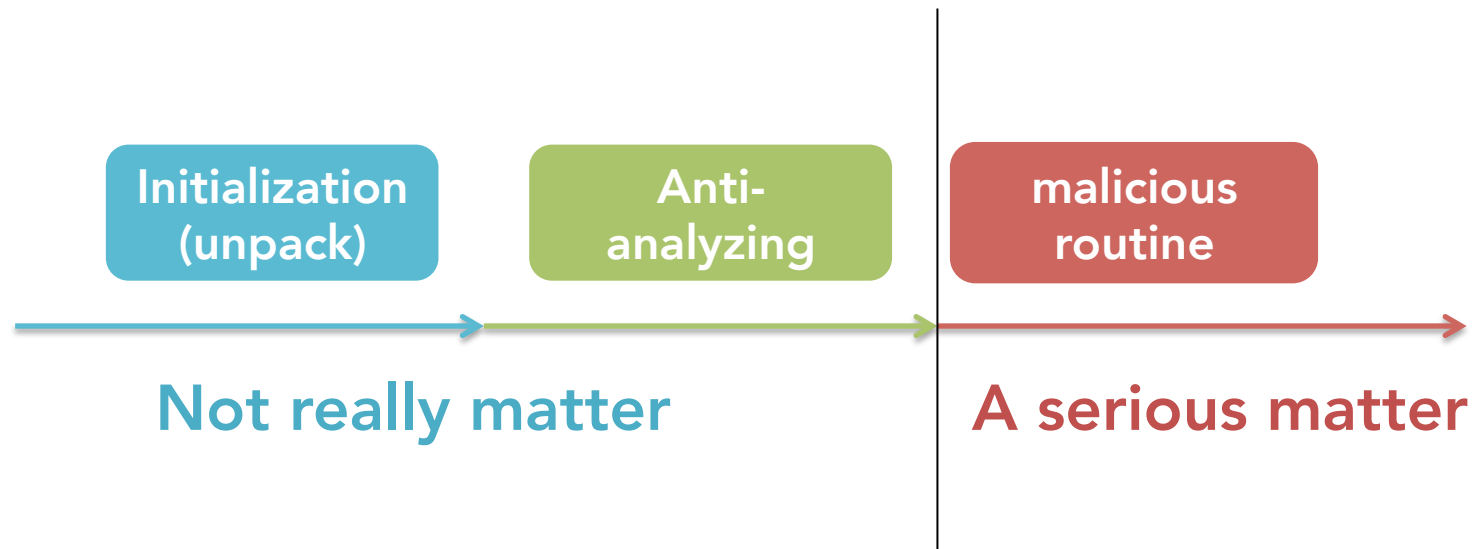 Initialization
(unpack)
Anti-
analyzing
malicious
routine
Not really matter
A serious matter